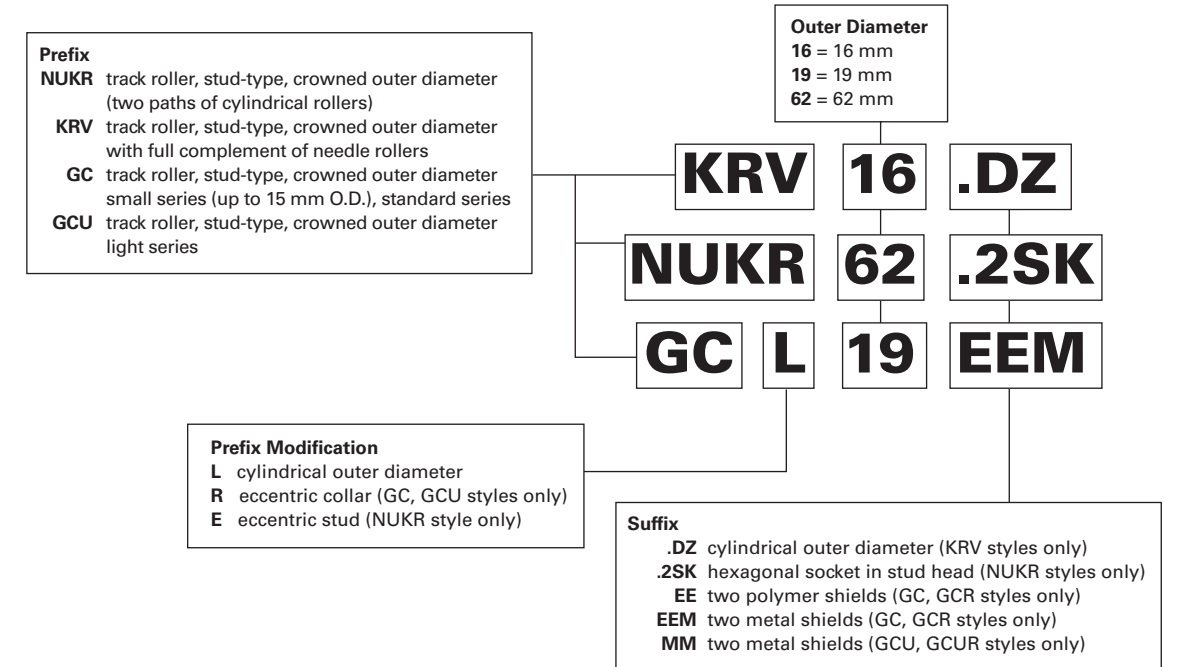 Outer Diameter
16 = 16 mm
19 = 19 mm
62 = 62 mm
Prefix
NUKR track roller, stud-type, crowned outer diameter
(two paths of cylindrical rollers)
KRV track roller, stud-type, crowned outer diameter
with full complement of needle rollers
GC track roller, stud-type, crowned outer diameter
small series (up to 15 mm O.D.), standard series
GCU track roller, stud-type, crowned outer diameter
light series
KRV 16 .DZ
NUKR 62 .2SK
GC L 19 EEM
Prefix Modification
L cylindrical outer diameter
R eccentric collar (GC, GCU styles only)
E eccentric stud (NUKR style only)
Suffix
.DZ cylindrical outer diameter (KRV styles only)
.2SK hexagonal socket in stud head (NUKR styles only)
EE two polymer shields (GC, GCR styles only)
EEM two metal shields (GC, GCR styles only)
MM two metal shields (GCU, GCUR styles only)